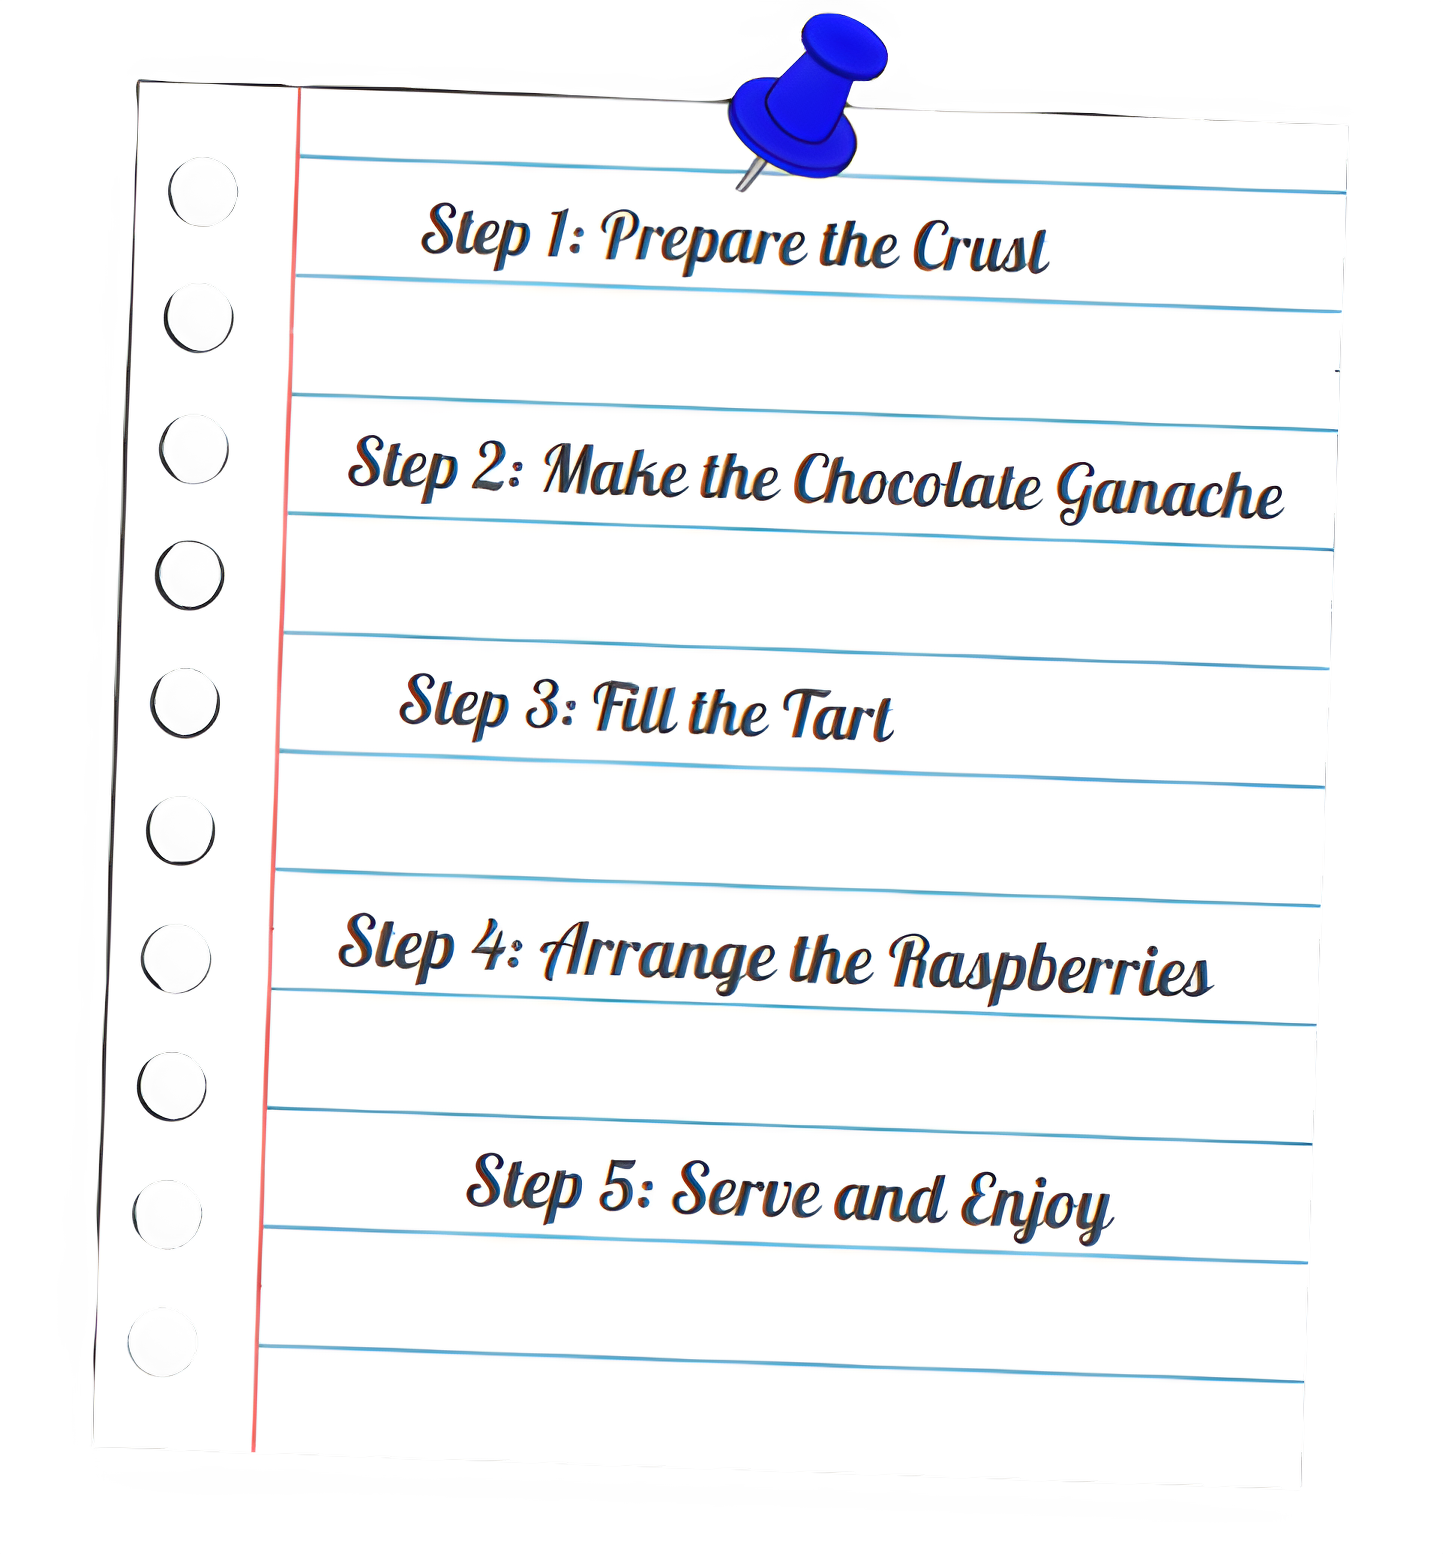 Step 1: Prepare the Crust
Step 2: Make the Chocolate Ganache
Step 3: Fill the Tart
Step 4: Arrange the Raspberries
Step 5: Serve and Enjoy